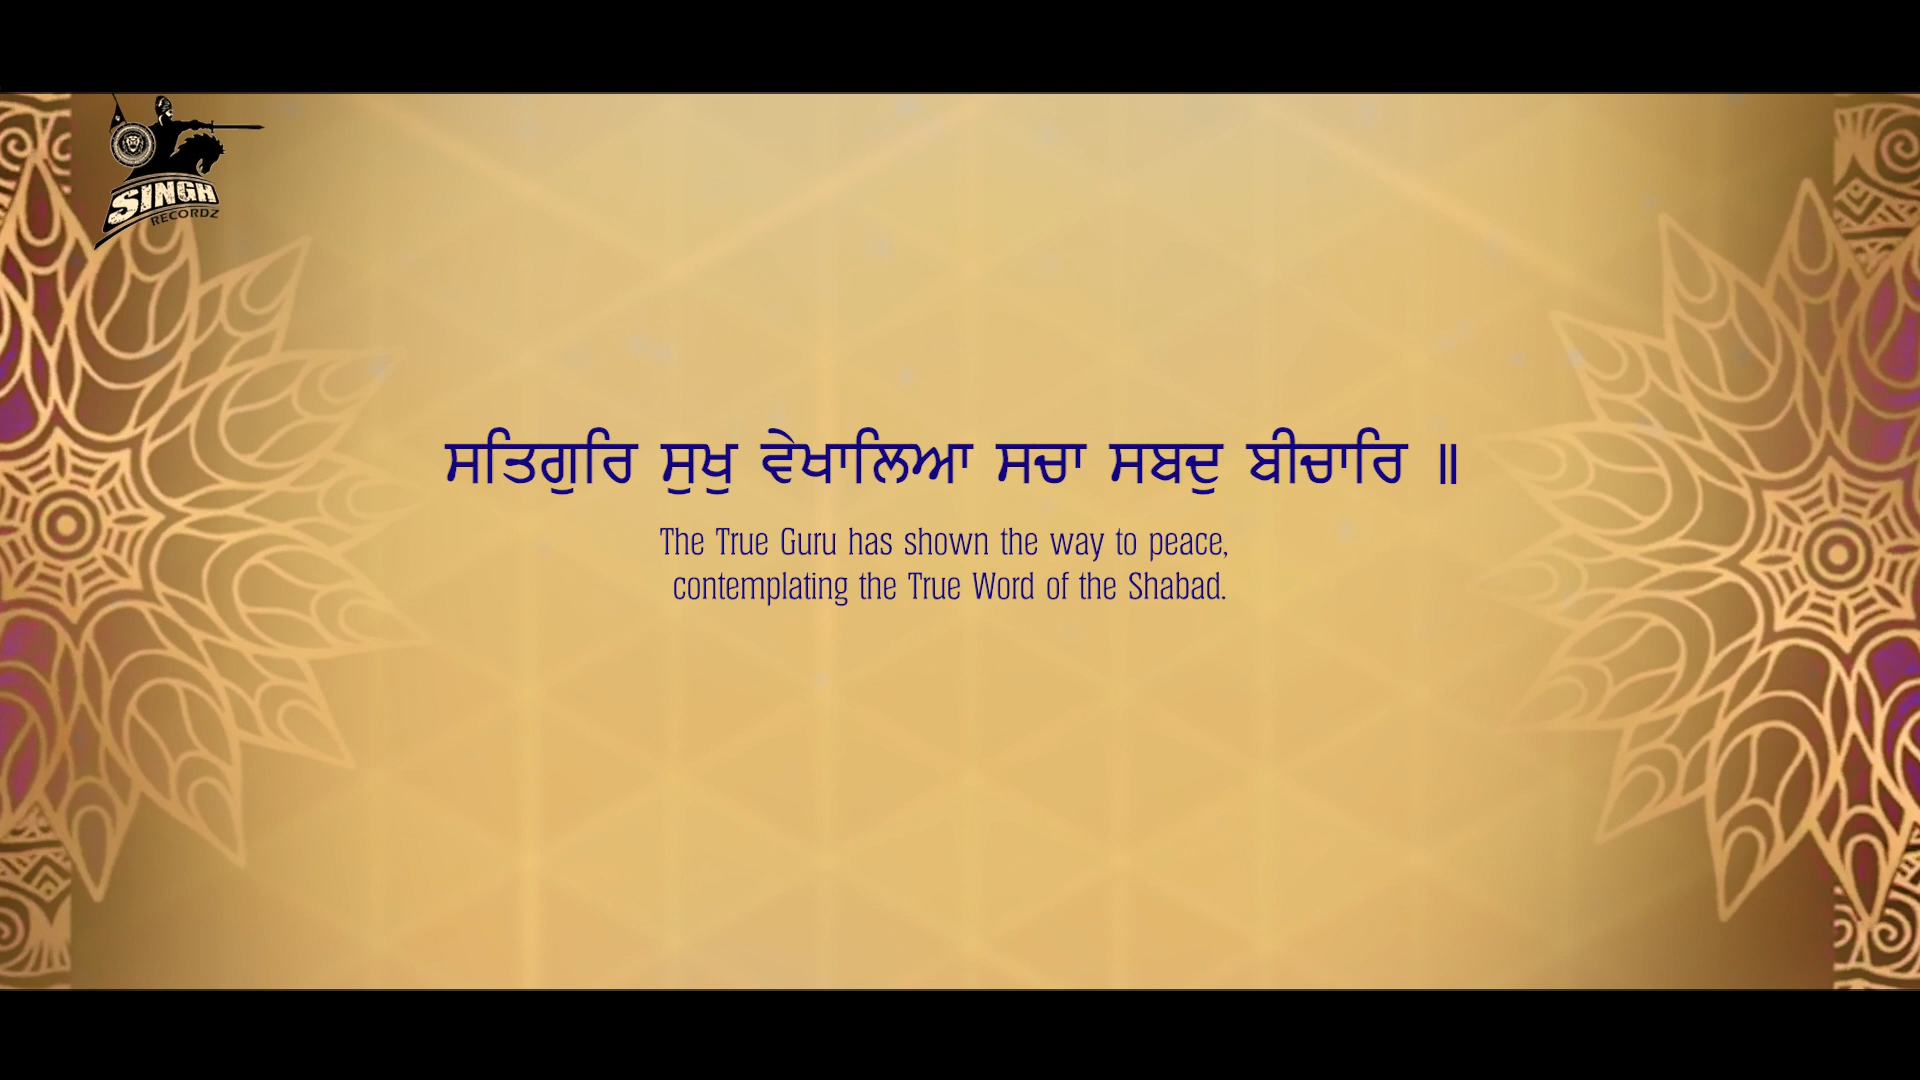 SINGH
RECORDZ
ਸਤਿਗੁਰਿ ਸੁਖੁ ਵੇਖਾਲਿਆ ਸਚਾ ਸਬਦੁ ਬੀਚਾਰਿ ॥
The True Guru has shown the way to peace,
contemplating the True Word of the Shabad.